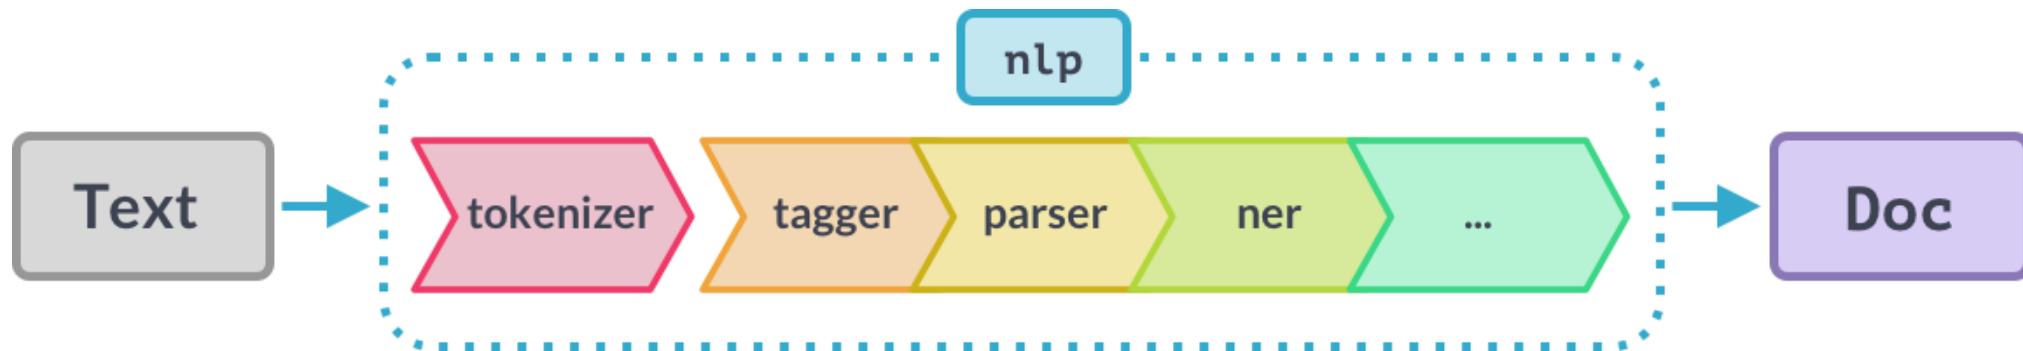 nlp
Text
tokenizer
tagger
parser
ner
...
Doc